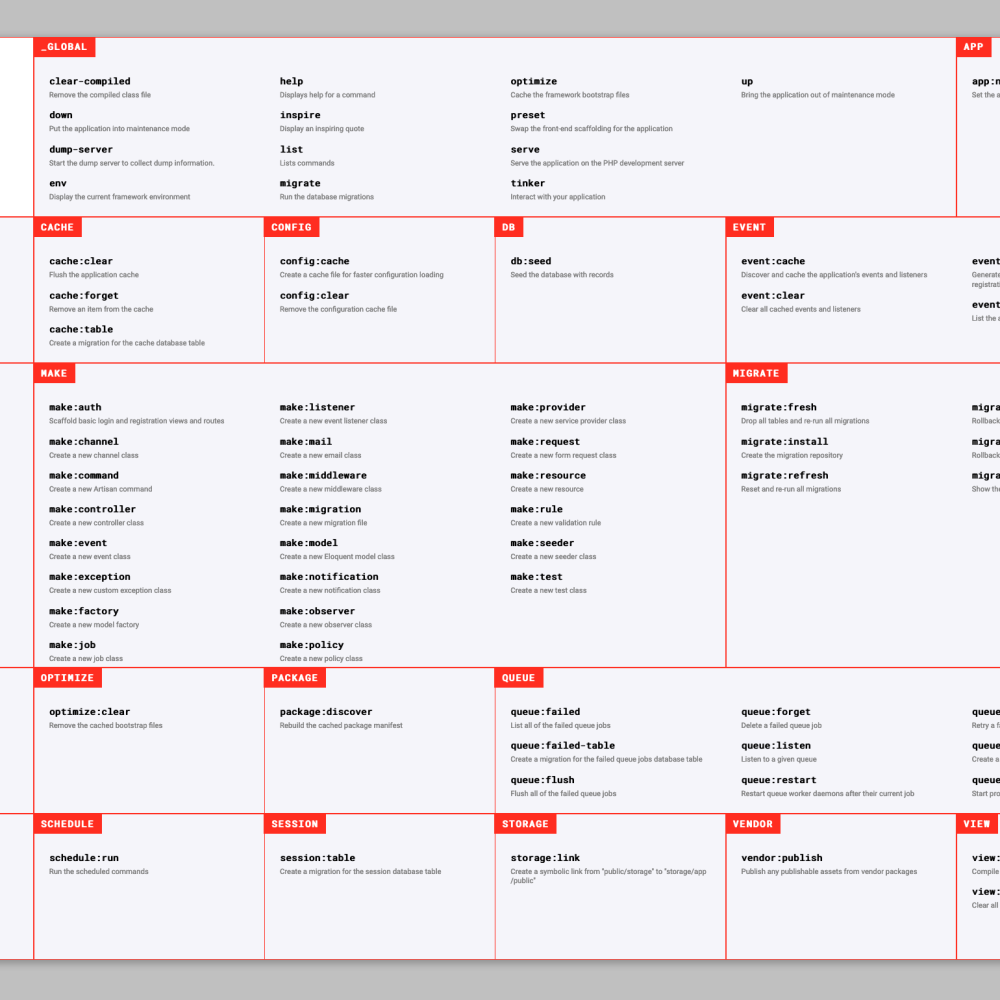 _GLOBAL
clear-compiled
Remove the compiled class file
down
Put the application into maintenance mode
dump-server
Start the dump server to collect dump information.
env
Display the current framework environment
help
Displays help for a command
inspire
Display an inspiring quote
list
Lists commands
migrate
Run the database migrations
optimize
Cache the framework bootstrap files
preset
Swap the front-end scaffolding for the application
serve
Serve the application on the PHP development server
tinker
Interact with your application
up
Bring the application out of maintenance mode
APP
app:n
Set the a
CACHE
cache:clear
Flush the application cache
cache:forget
Remove an item from the cache
cache:table
Create a migration for the cache database table
CONFIG
config:cache
Create a cache file for faster configuration loading
config:clear
Remove the configuration cache file
DB
db:seed
Seed the database with records
EVENT
event:cache
Discover and cache the application's events and listeners
event:clear
Clear all cached events and listeners
event
Generate
registrati
event
List the a
MAKE
make:auth
Scaffold basic login and registration views and routes
make:channel
Create a new channel class
make:command
Create a new Artisan command
make:controller
Create a new controller class
make:event
Create a new event class
make:exception
Create a new custom exception class
make:factory
Create a new model factory
make:job
Create a new job class
make:listener
Create a new event listener class
make:mail
Create a new email class
make:middleware
Create a new middleware class
make:migration
Create a new migration file
make:model
Create a new Eloquent model class
make:notification
Create a new notification class
make:observer
Create a new observer class
make:policy
Create a new policy class
make:provider
Create a new service provider class
make:request
Create a new form request class
make:resource
Create a new resource
make:rule
Create a new validation rule
make:seeder
Create a new seeder class
make:test
Create a new test class
MIGRATE
migrate:fresh
Drop all tables and re-run all migrations
migrate:install
Create the migration repository
migrate:refresh
Reset and re-run all migrations
migra
Rollback
migra
Rollback
migra
Show the
OPTIMIZE
optimize:clear
Remove the cached bootstrap files
PACKAGE
package:discover
Rebuild the cached package manifest
QUEUE
queue:failed
List all of the failed queue jobs
queue:failed-table
Create a migration for the failed queue jobs database table
queue:flush
Flush all of the failed queue jobs
queue:forget
Delete a failed queue job
queue:listen
Listen to a given queue
queue:restart
Restart queue worker daemons after their current job
queue
Retry a f
queue
Create a
queue
Start pro
SCHEDULE
schedule:run
Run the scheduled commands
SESSION
session:table
Create a migration for the session database table
STORAGE
storage:link
Create a symbolic link from "public/storage" to "storage/app
/public"
VENDOR
vendor:publish
Publish any publishable assets from vendor packages
VIEW
view:
Compile
view:
Clear all